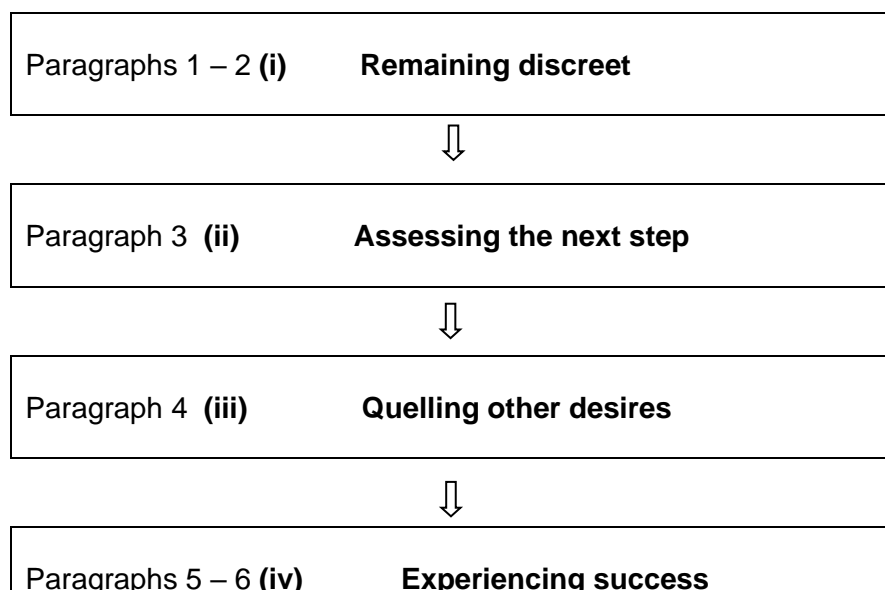 Paragraphs 1 – 2 (i) Remaining discreet
Paragraph 3 (ii) Assessing the next step
Paragraph 4 (iii) Quelling other desires
Paragraphs 5 – 6 (iv) Experiencing success